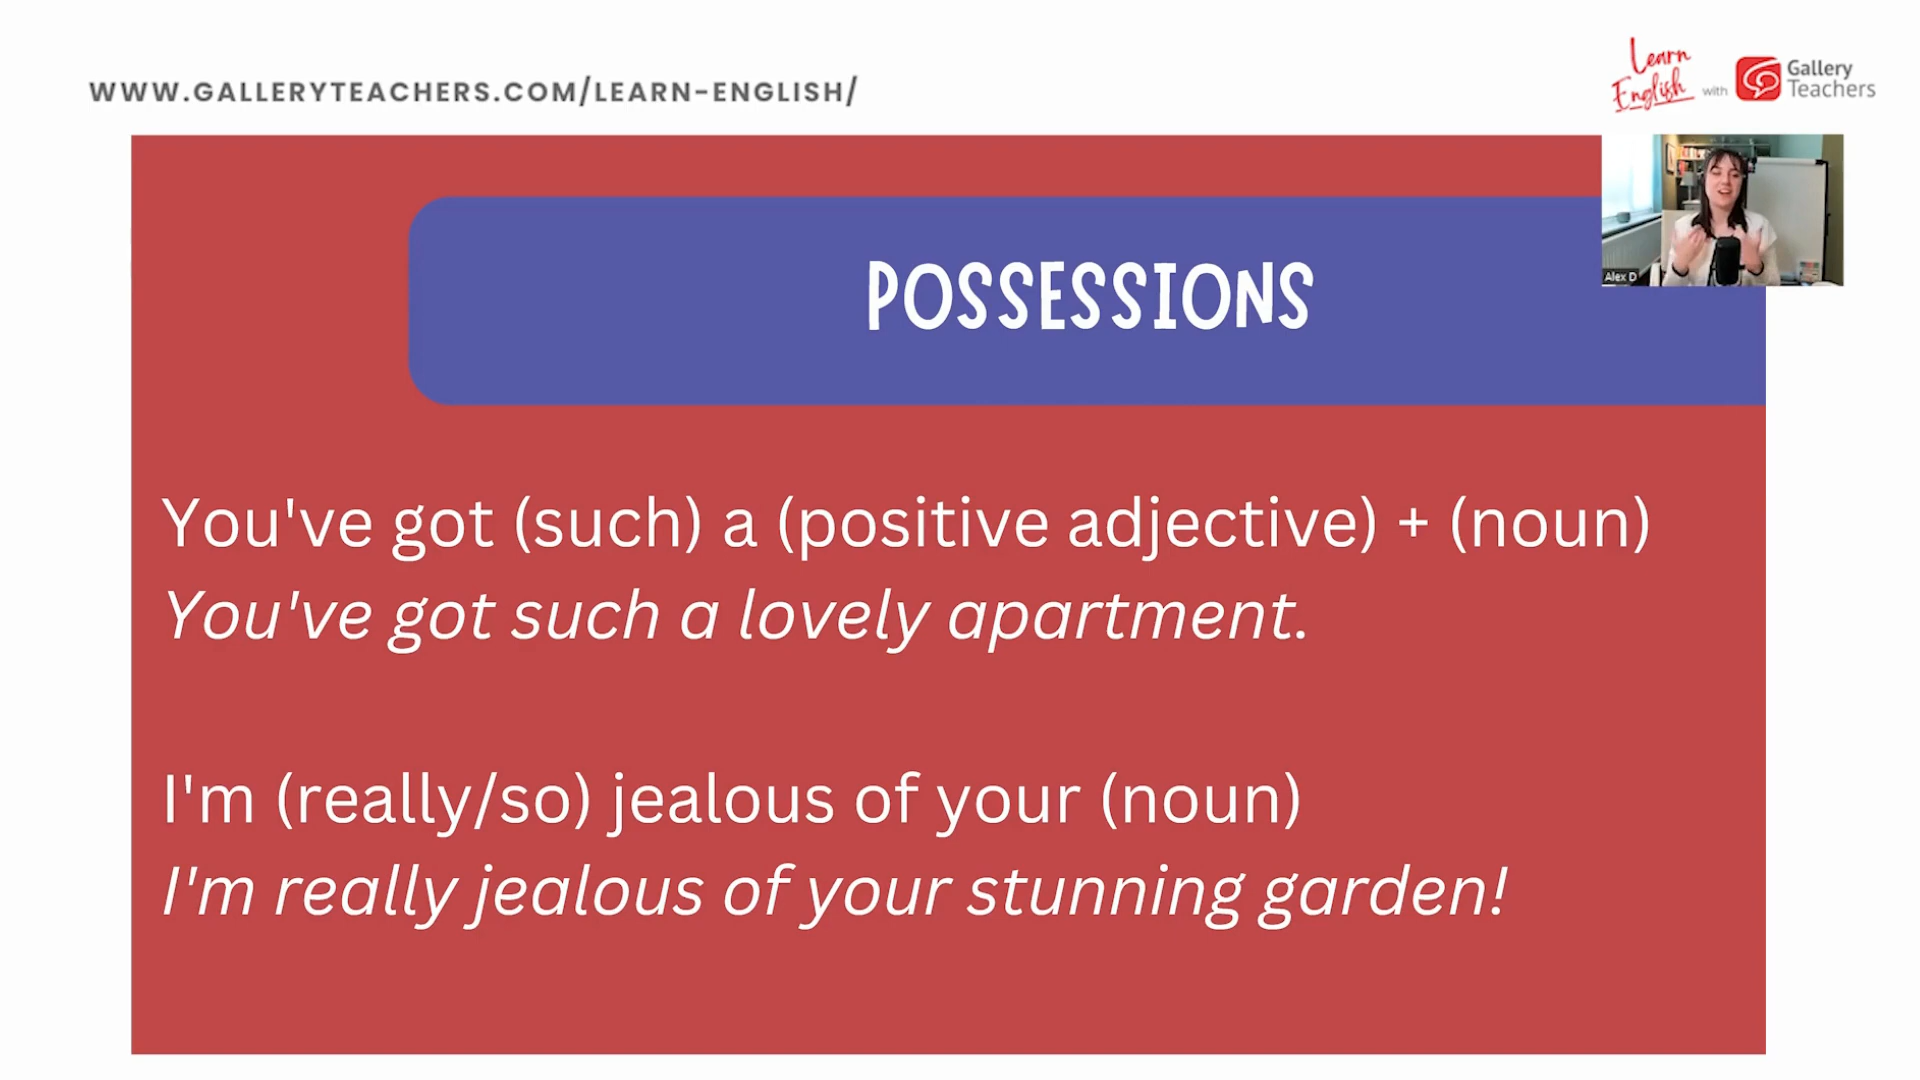 WWW.GALLERYTEACHERS.COM/LEARN-ENGLISH/
Learn
English with Gallery
Teachers
Alex D
POSSESSIONS
You've got (such) a (positive adjective) + (noun)
You've got such a lovely apartment.
I'm (really/so) jealous of your (noun)
I'm really jealous of your stunning garden!